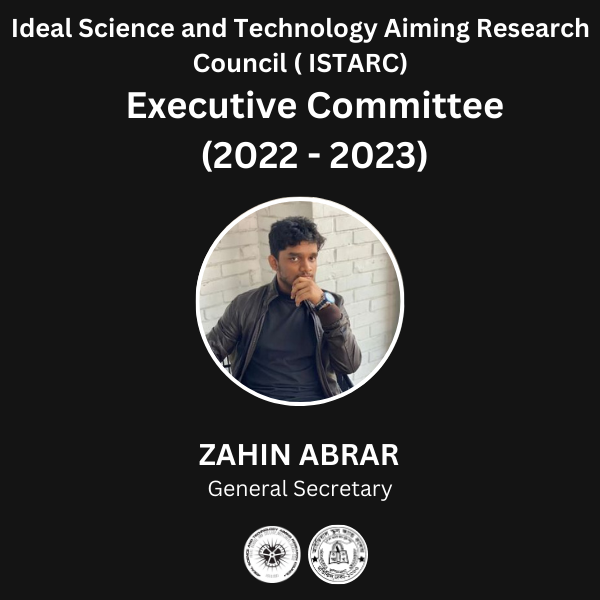 Ideal Science and Technology Aiming Research
Council ( ISTARC)
Executive Committee
(2022 - 2023)
ZAHIN ABRAR
General Secretary